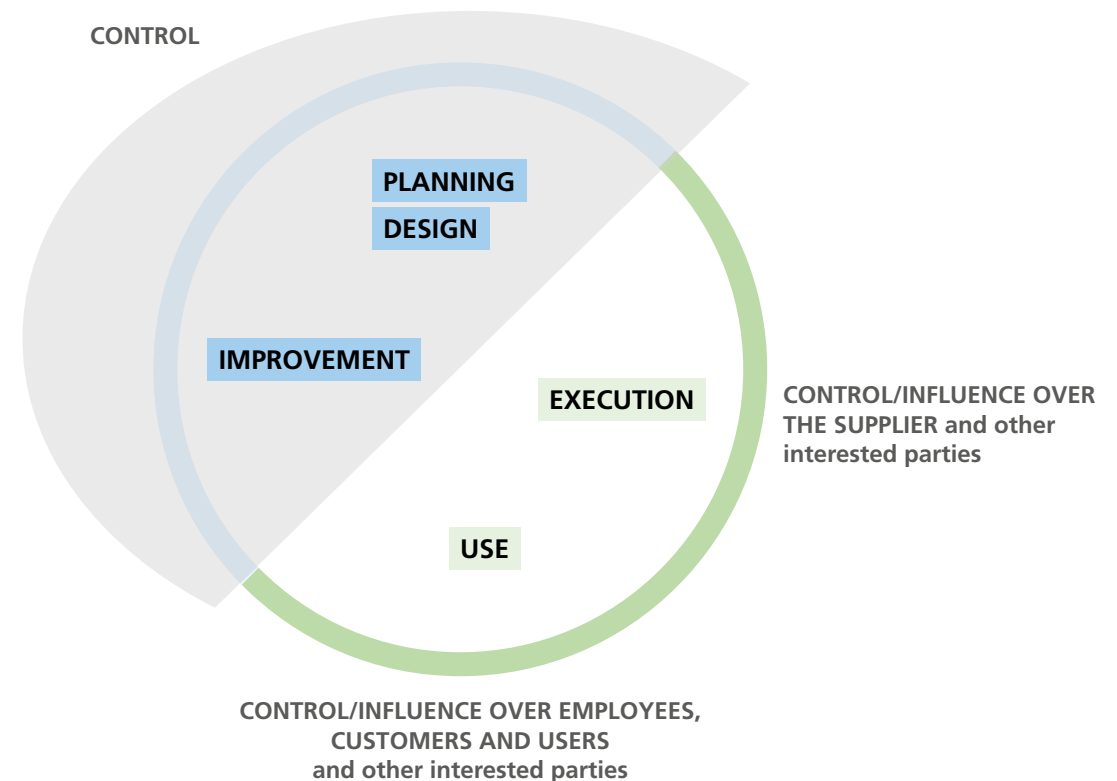 CONTROL
PLANNING
DESIGN
IMPROVEMENT
EXECUTION
CONTROL/INFLUENCE OVER
THE SUPPLIER and other
interested parties
USE
CONTROL/INFLUENCE OVER EMPLOYEES,
CUSTOMERS AND USERS
and other interested parties